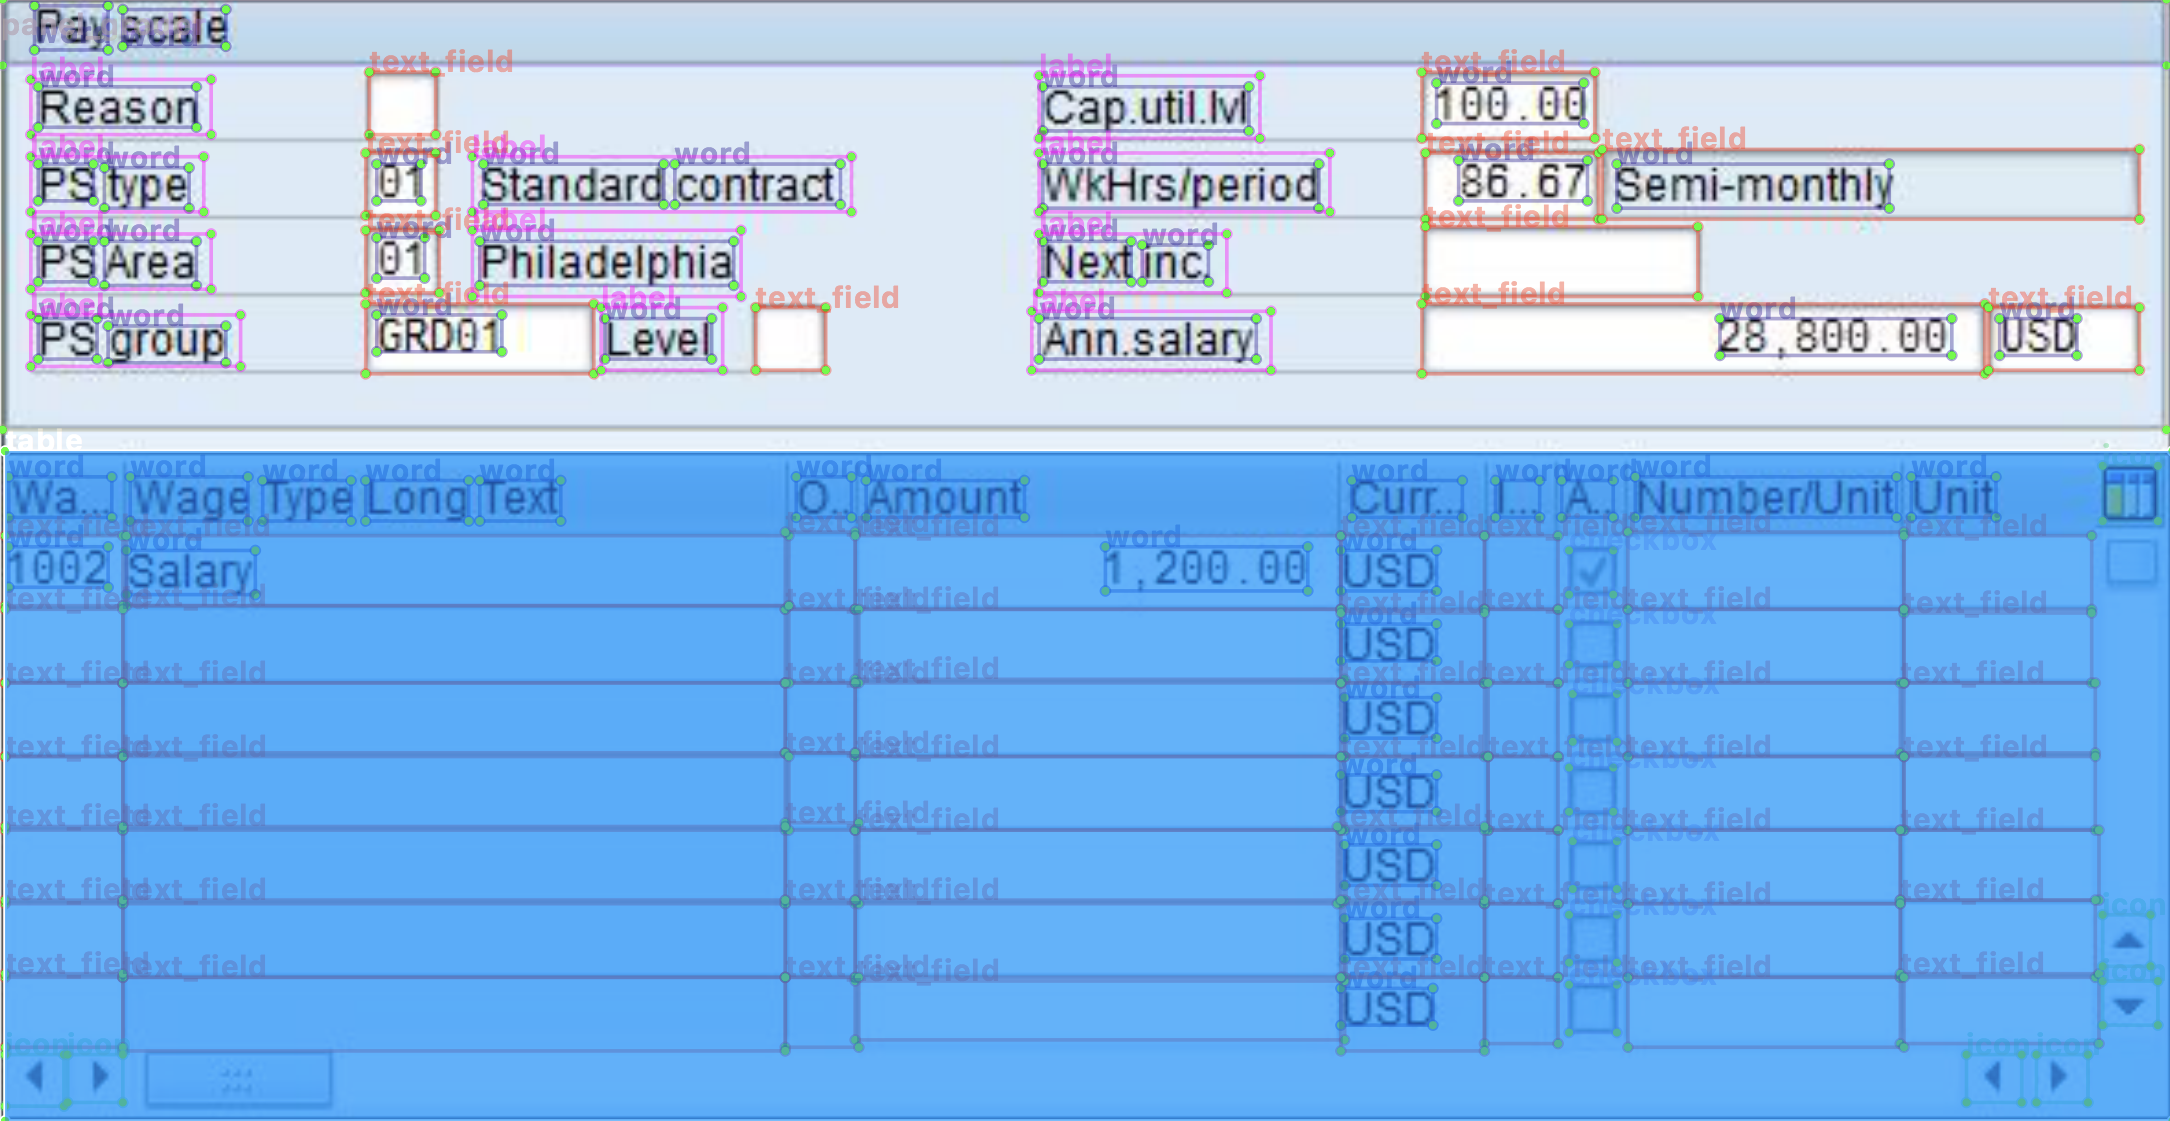 Pay scale
Reason Cap.util.lvl 100.00
PS type 01 Standard contract WkHrs/period 86.67 Semi-monthly
PS Area 01 Philadelphia Next inc.
PS group GRD01 Level Ann.salary 28,800.00 USD
table
Wa... Wage Type Long Text O.. Amount Curr... I... A.. Number/Unit Unit
1002 Salary 1,200.00 USD
USD
USD
USD
USD
USD
USD